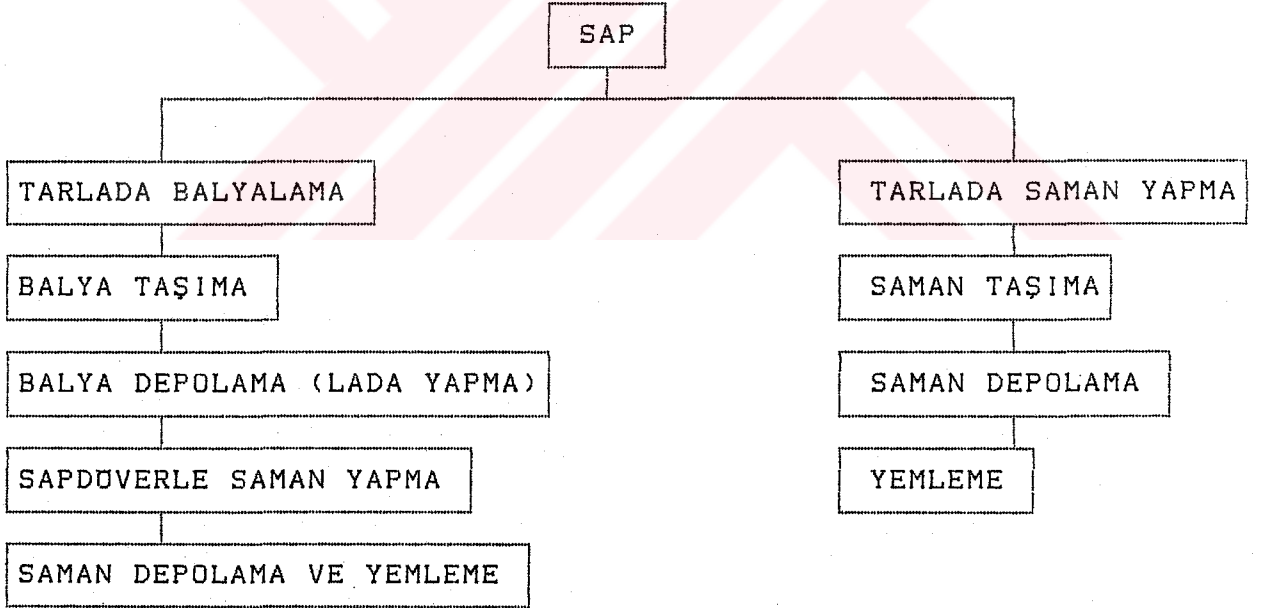 SAP
TARLADA BALYALAMA
BALYA TAŞIMA
BALYA DEPOLAMA (LADA YAPMA)
SAPDÖVERLE SAMAN YAPMA
SAMAN DEPOLAMA VE YEMLEME
TARLADA SAMAN YAPMA
SAMAN TAŞIMA
SAMAN DEPOLAMA
YEMLEME